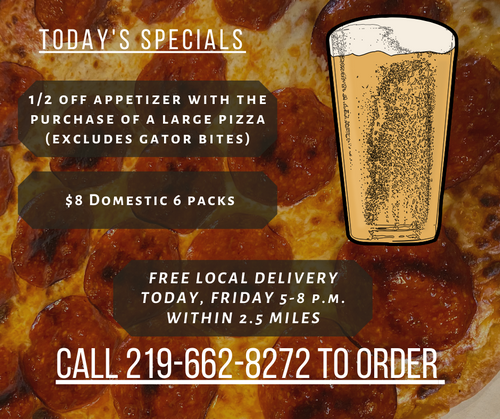 TODAY'S SPECIALS
1/2 OFF APPETIZER WITH THE
PURCHASE OF A LARGE PIZZA
(EXCLUDES GATOR BITES)
$8 DOMESTIC 6 PACKS
FREE LOCAL DELIVERY
TODAY, FRIDAY 5-8 P.M.
WITHIN 2.5 MILES
CALL 219-662-8272 TO ORDER